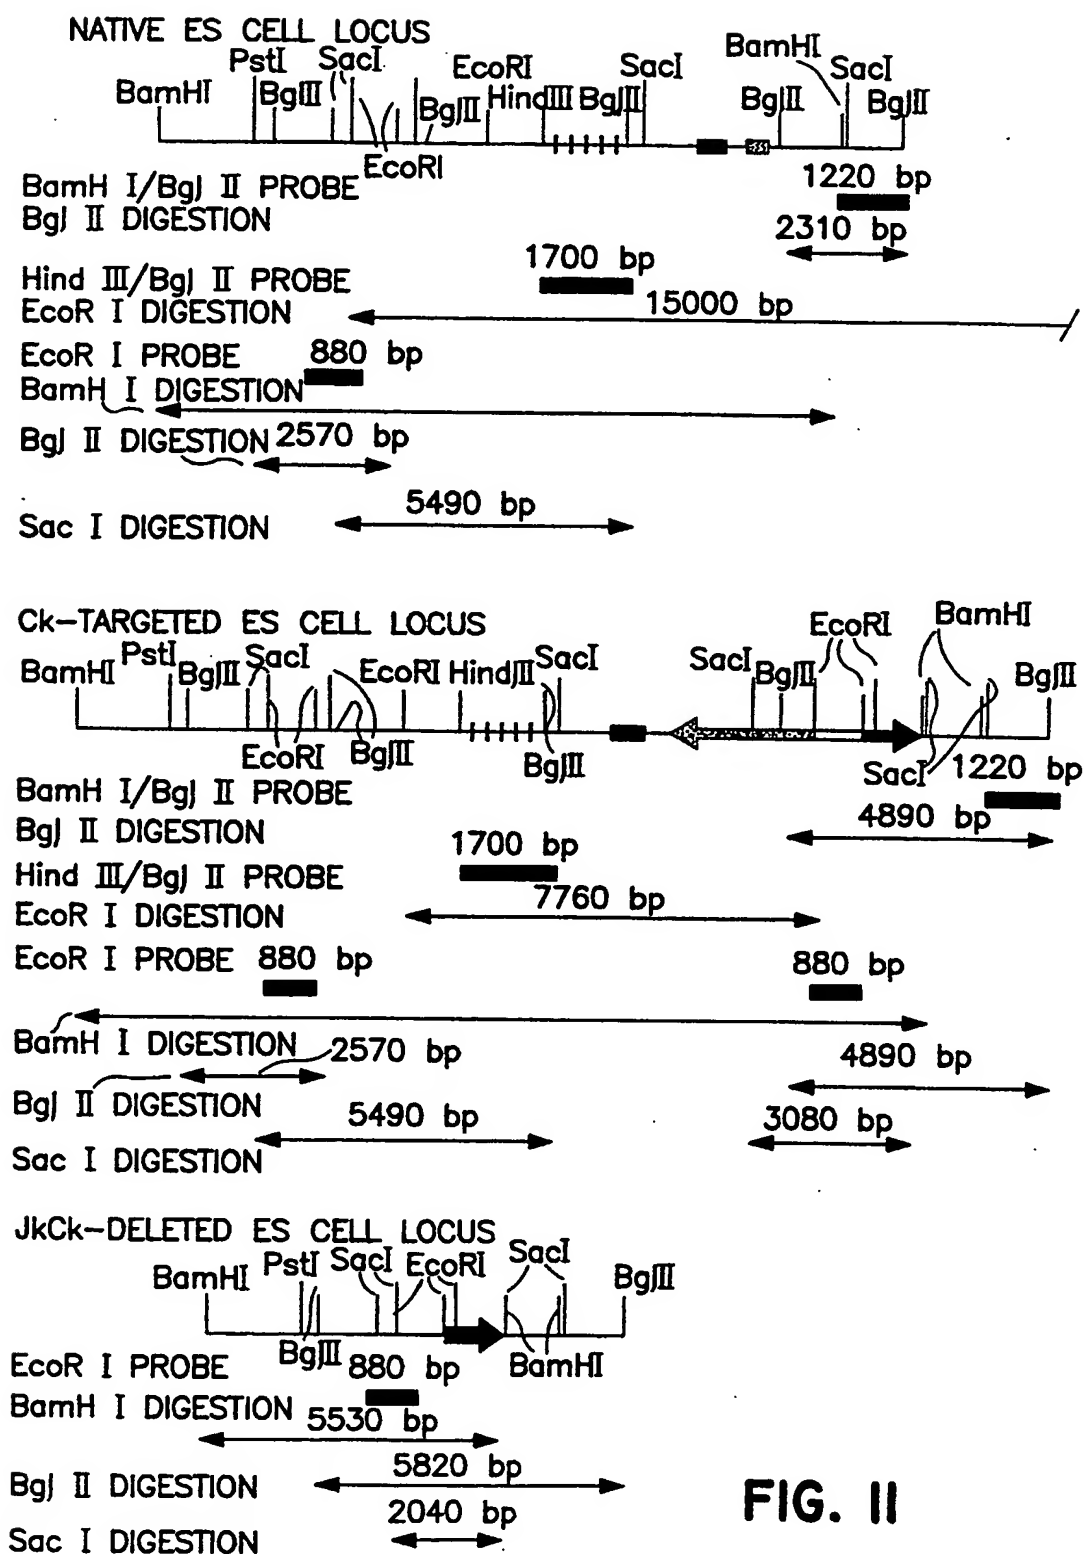 NATIVE ES CELL LOCUS
BamHI PstI BglII SacI EcoRI BglII EcoRI HindIII BglII SacI BglII BamHI SacI BglII
BamH I/Bgl II PROBE 1220 bp
Bgl II DIGESTION 2310 bp
Hind III/Bgl II PROBE 1700 bp
EcoR I DIGESTION 15000 bp
EcoR I PROBE 880 bp
BamH I DIGESTION
Bgl II DIGESTION 2570 bp
Sac I DIGESTION 5490 bp
Ck-TARGETED ES CELL LOCUS
BamHI PstI BglII SacI EcoRI BglII EcoRI HindIII BglII SacI SacI BglII EcoRI SacI BamHI BglII
BamH I/Bgl II PROBE 1220 bp
Bgl II DIGESTION 4890 bp
Hind III/Bgl II PROBE 1700 bp
EcoR I DIGESTION 7760 bp
EcoR I PROBE 880 bp 880 bp
BamH I DIGESTION
Bgl II DIGESTION 2570 bp 4890 bp
Sac I DIGESTION 5490 bp 3080 bp
JkCk-DELETED ES CELL LOCUS
BamHI PstI BglII SacI EcoRI SacI BamHI BglII
EcoR I PROBE 880 bp
BamH I DIGESTION 5530 bp
Bgl II DIGESTION 5820 bp
Sac I DIGESTION 2040 bp
FIG. II